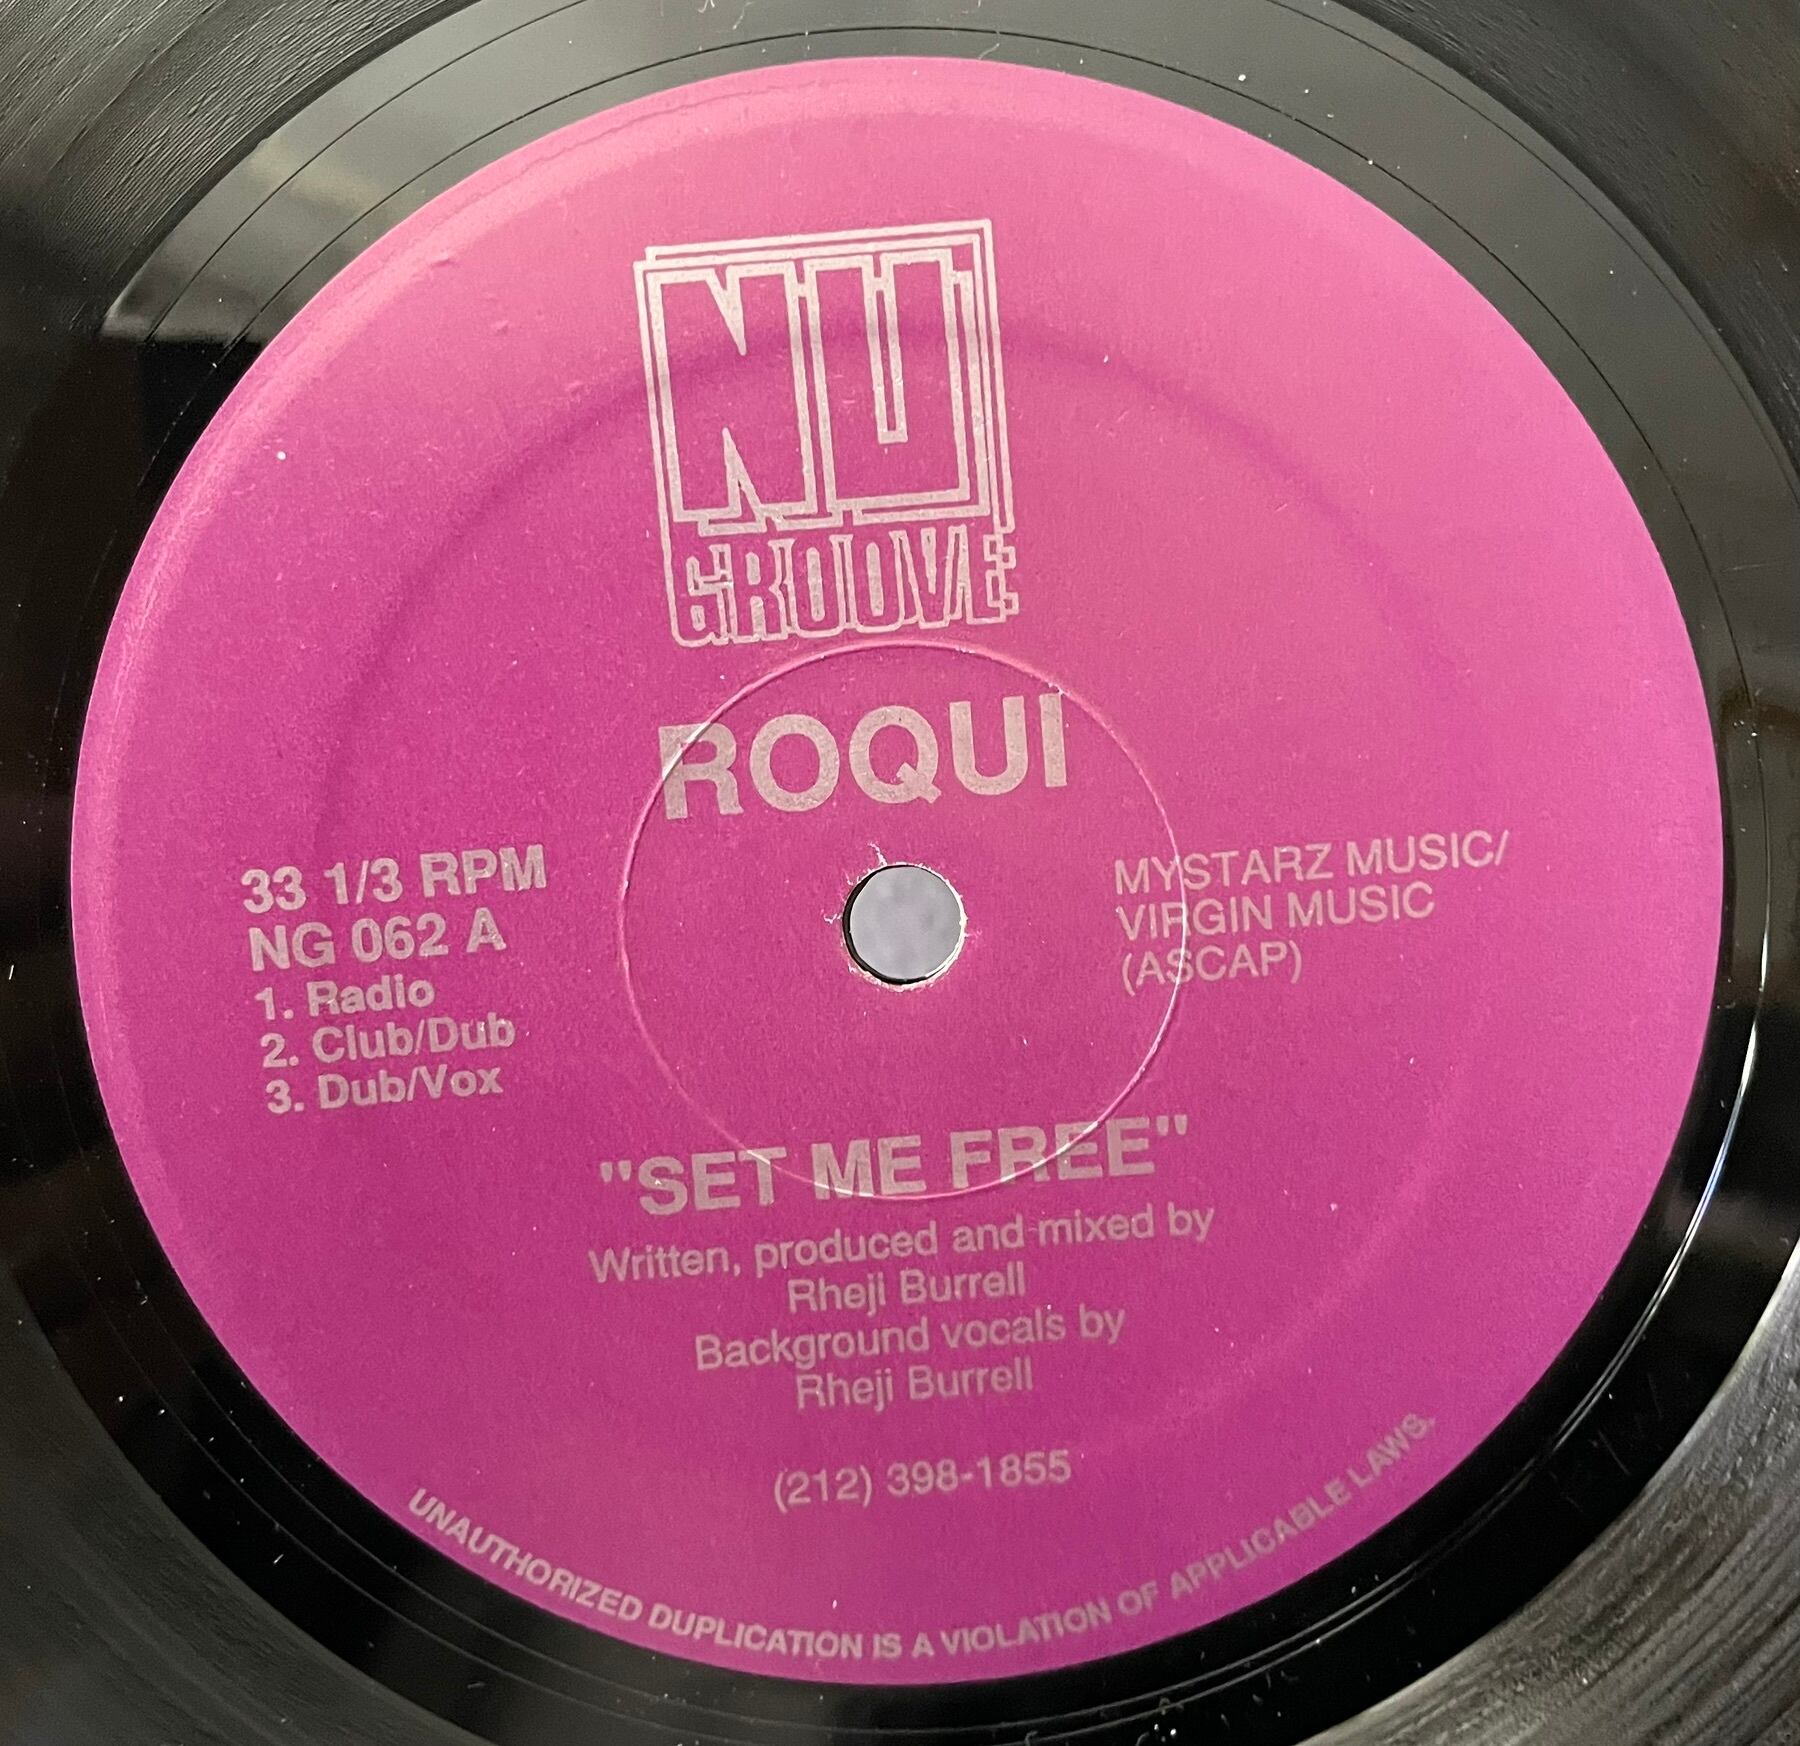 NU
GROOVE
ROQUI
33 1/3 RPM
NG 062 A
1. Radio
2. Club/Dub
3. Dub/Vox
MYSTARZ MUSIC/
VIRGIN MUSIC
(ASCAP)
"SET ME FREE"
Written, produced and mixed by
Rheji Burrell
Background vocals by
Rheji Burrell
(212) 398-1855
UNAUTHORIZED DUPLICATION IS A VIOLATION OF APPLICABLE LAWS.